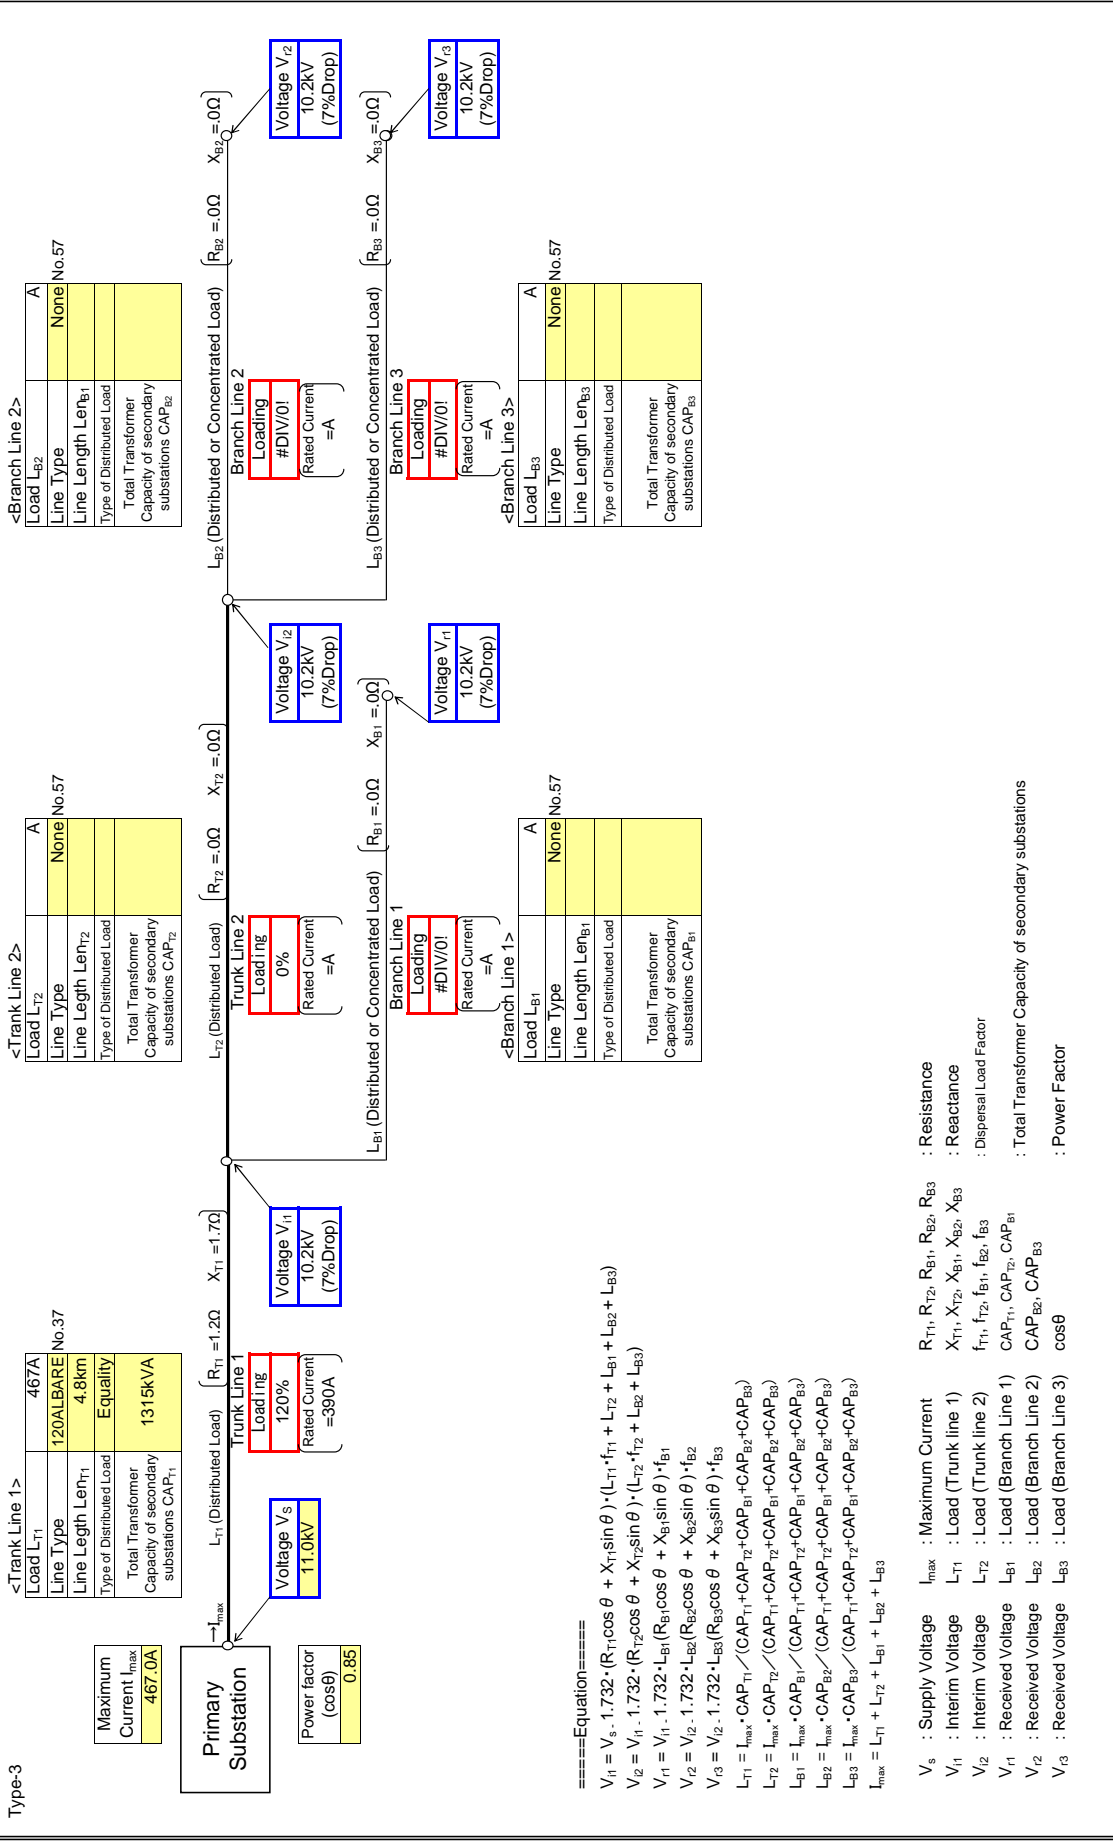 Type-3
Maximum
Current Imax
467.0A
Primary
Substation
Power factor
(cosθ)
0.85
→Imax
Voltage VS
11.0kV
<Trank Line 1>
Load LT1 467A
Line Type 120ALBARE No.37
Line Length LenT1 4.8km
Type of Distributed Load Equality
Total Transformer
Capacity of secondary
substations CAPT1
1315kVA
LT1 (Distributed Load)
RT1 =1.2Ω XT1 =1.7Ω
Trunk Line 1
Loading
120%
Rated Current
=390A
Voltage Vi1
10.2kV
(7%Drop)
<Trank Line 2>
Load LT2 A
Line Type None No.57
Line Legth LenT2
Type of Distributed Load
Total Transformer
Capacity of secondary
substations CAPT2
LT2 (Distributed Load)
RT2 =.0Ω XT2 =.0Ω
Trunk Line 2
Loading
0%
Rated Current
=A
Voltage Vi2
10.2kV
(7%Drop)
LB1 (Distributed or Concentrated Load)
RB1 =.0Ω XB1 =.0Ω
Branch Line 1
Loading
#DIV/0!
Rated Current
=A
Voltage Vr1
10.2kV
(7%Drop)
<Branch Line 1>
Load LB1 A
Line Type None No.57
Line Length LenB1
Type of Distributed Load
Total Transformer
Capacity of secondary
substations CAPB1
<Branch Line 2>
Load LB2 A
Line Type None No.57
Line Length LenB1
Type of Distributed Load
Total Transformer
Capacity of secondary
substations CAPB2
LB2 (Distributed or Concentrated Load)
RB2 =.0Ω XB2 =.0Ω
Branch Line 2
Loading
#DIV/0!
Rated Current
=A
Voltage Vr2
10.2kV
(7%Drop)
LB3 (Distributed or Concentrated Load)
RB3 =.0Ω XB3 =.0Ω
Branch Line 3
Loading
#DIV/0!
Rated Current
=A
Voltage Vr3
10.2kV
(7%Drop)
<Branch Line 3>
Load LB3 A
Line Type None No.57
Line Length LenB3
Type of Distributed Load
Total Transformer
Capacity of secondary
substations CAPB3
=====Equation=====
Vi1 = VS - 1.732・(RT1cosθ + XT1sinθ)・(LT1・fT1 + LT2 + LB1 + LB2 + LB3)
Vi2 = Vi1 - 1.732・(RT2cosθ + XT2sinθ)・(LT2・fT2 + LB2 + LB3)
Vr1 = Vi1 - 1.732・LB1(RB1cosθ + XB1sinθ)・fB1
Vr2 = Vi2 - 1.732・LB2(RB2cosθ + XB2sinθ)・fB2
Vr3 = Vi2 - 1.732・LB3(RB3cosθ + XB3sinθ)・fB3
LT1 = Imax・CAPT1／(CAPT1+CAPT2+CAPB1+CAPB2+CAPB3)
LT2 = Imax・CAPT2／(CAPT1+CAPT2+CAPB1+CAPB2+CAPB3)
LB1 = Imax・CAPB1／(CAPT1+CAPT2+CAPB1+CAPB2+CAPB3)
LB2 = Imax・CAPB2／(CAPT1+CAPT2+CAPB1+CAPB2+CAPB3)
LB3 = Imax・CAPB3／(CAPT1+CAPT2+CAPB1+CAPB2+CAPB3)
Imax = LT1 + LT2 + LB1 + LB2 + LB3
Vs : Supply Voltage Imax : Maximum Current RT1, RT2, RB1, RB2, RB3 : Resistance
Vi1 : Interim Voltage LT1 : Load (Trunk line 1) XT1, XT2, XB1, XB2, XB3 : Reactance
Vi2 : Interim Voltage LT2 : Load (Trunk line 2) fT1, fT2, fB1, fB2, fB3 : Dispersal Load Factor
Vr1 : Received Voltage LB1 : Load (Branch Line 1) CAPT1, CAPT2, CAPB1 : Total Transformer Capacity of secondary substations
Vr2 : Received Voltage LB2 : Load (Branch Line 2) CAPB2, CAPB3
Vr3 : Received Voltage LB3 : Load (Branch Line 3) cosθ : Power Factor